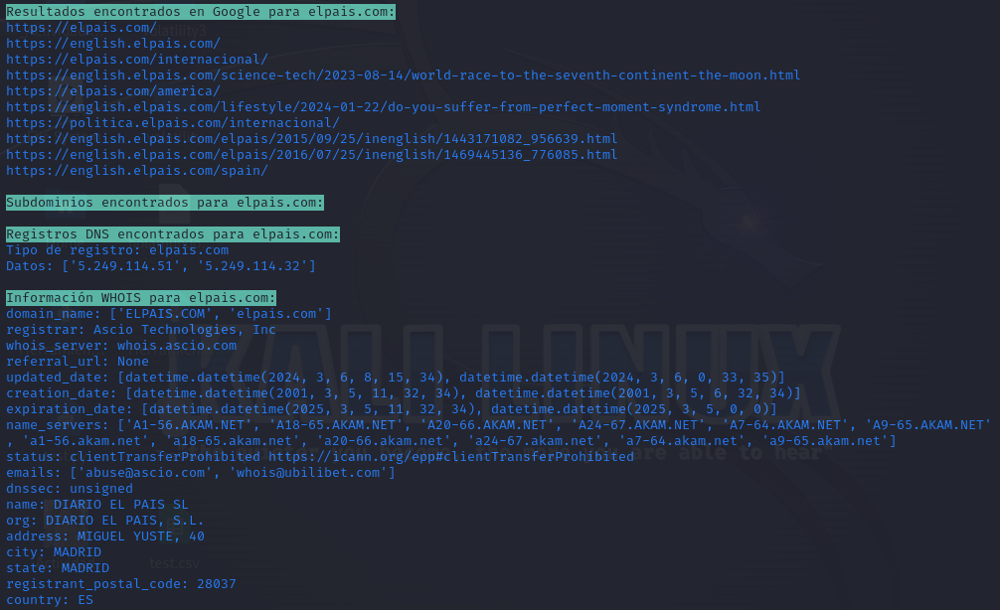 Resultados encontrados en Google para elpais.com:
https://elpais.com/
https://english.elpais.com/
https://elpais.com/internacional/
https://english.elpais.com/science-tech/2023-08-14/world-race-to-the-seventh-continent-the-moon.html
https://elpais.com/america/
https://english.elpais.com/lifestyle/2024-01-22/do-you-suffer-from-perfect-moment-syndrome.html
https://politica.elpais.com/internacional/
https://english.elpais.com/elpais/2015/09/25/inenglish/1443171082_956639.html
https://english.elpais.com/elpais/2016/07/25/inenglish/1469445136_776085.html
https://english.elpais.com/spain/
Subdominios encontrados para elpais.com:
Registros DNS encontrados para elpais.com:
Tipo de registro: elpais.com
Datos: ['5.249.114.51', '5.249.114.32']
Información WHOIS para elpais.com:
domain_name: ['ELPAIS.COM', 'elpais.com']
registrar: Ascio Technologies, Inc
whois_server: whois.ascio.com
referral_url: None
updated_date: [datetime.datetime(2024, 3, 6, 8, 15, 34), datetime.datetime(2024, 3, 6, 0, 33, 35)]
creation_date: [datetime.datetime(2001, 3, 5, 11, 32, 34), datetime.datetime(2001, 3, 5, 6, 32, 34)]
expiration_date: [datetime.datetime(2025, 3, 5, 11, 32, 34), datetime.datetime(2025, 3, 5, 0, 0)]
name_servers: ['A1-56.AKAM.NET', 'A18-65.AKAM.NET', 'A20-66.AKAM.NET', 'A24-67.AKAM.NET', 'A7-64.AKAM.NET', 'A9-65.AKAM.NET'
, 'a1-56.akam.net', 'a18-65.akam.net', 'a20-66.akam.net', 'a24-67.akam.net', 'a7-64.akam.net', 'a9-65.akam.net']
status: clientTransferProhibited https://icann.org/epp#clientTransferProhibited
emails: ['abuse@ascio.com', 'whois@ubilibet.com']
dnssec: unsigned
name: DIARIO EL PAIS SL
org: DIARIO EL PAIS, S.L.
address: MIGUEL YUSTE, 40
city: MADRID
state: MADRID
registrant_postal_code: 28037
country: ES
KALI LINUX
you are able to hear"
test.csv